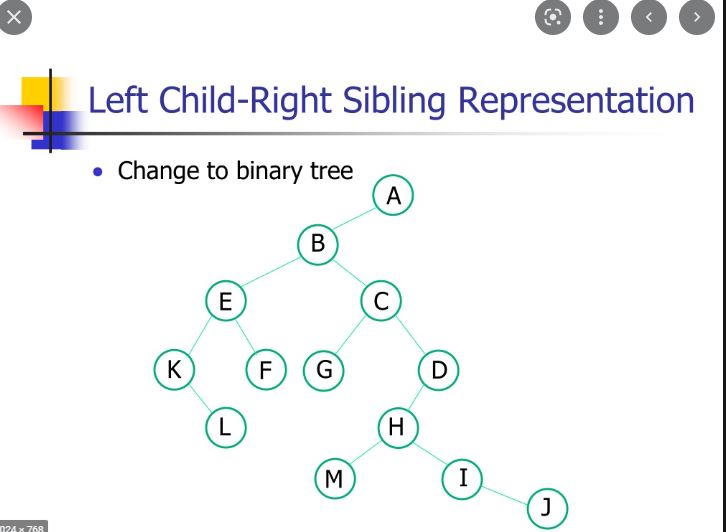 Left Child-Right Sibling Representation
• Change to binary tree
A
B
E C
K F G D
L H
M I
J
024 × 768